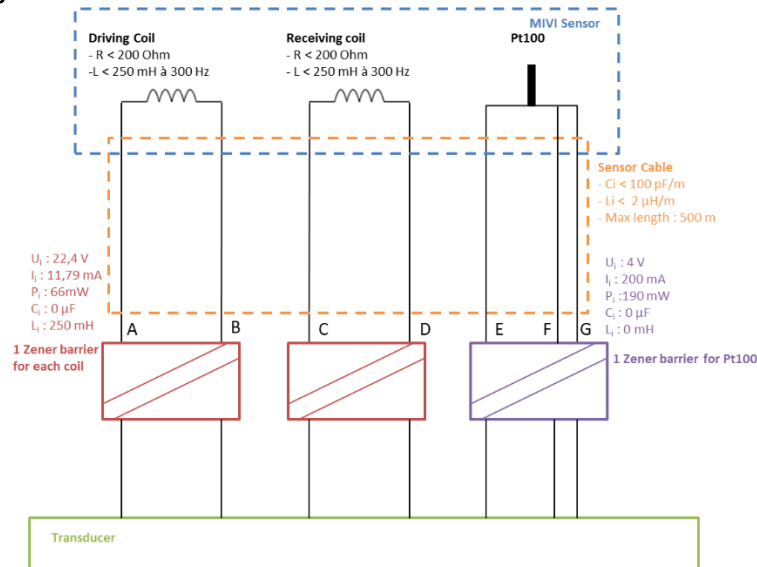 MIVI Sensor
Driving Coil
- R < 200 Ohm
-L < 250 mH à 300 Hz
Receiving coil
- R < 200 Ohm
- L < 250 mH à 300 Hz
Pt100
Sensor Cable
- Ci < 100 pF/m
- Li < 2 µH/m
- Max length : 500 m
Ui : 22,4 V
Ii : 11,79 mA
Pi : 66mW
Ci : 0 µF
Li : 250 mH
Ui : 4 V
Ii : 200 mA
Pi :190 mW
Ci : 0 µF
Li : 0 mH
A B C D E F G
1 Zener barrier
for each coil
1 Zener barrier for Pt100
Transducer